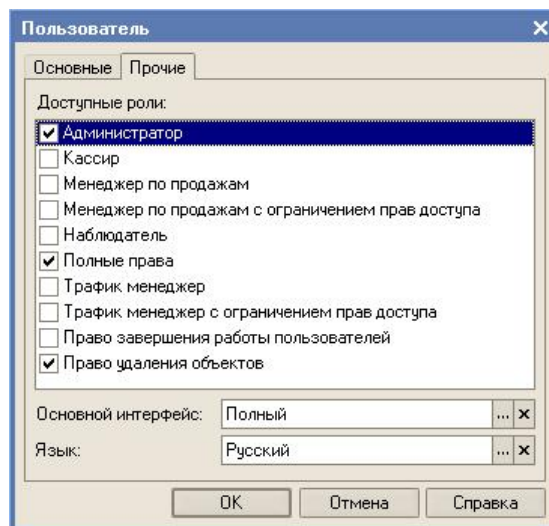 Пользователь
Основные Прочие
Доступные роли:
Администратор
Кассир
Менеджер по продажам
Менеджер по продажам с ограничением прав доступа
Наблюдатель
Полные права
Трафик менеджер
Трафик менеджер с ограничением прав доступа
Право завершения работы пользователей
Право удаления объектов
Основной интерфейс: Полный ... ×
Язык: Русский ... ×
OK Отмена Справка